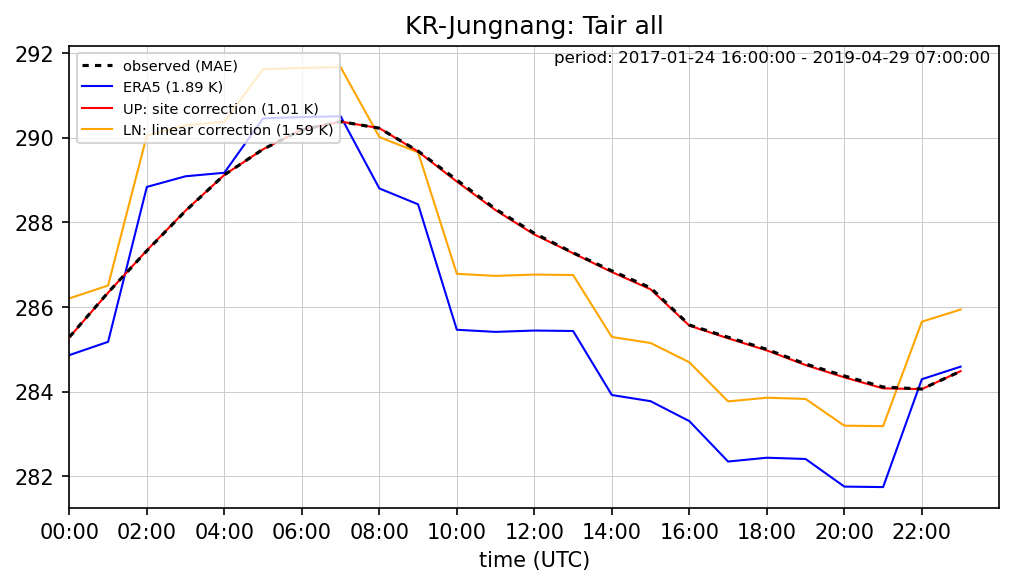 KR-Jungnang: Tair all
period: 2017-01-24 16:00:00 - 2019-04-29 07:00:00
observed (MAE)
ERA5 (1.89 K)
UP: site correction (1.01 K)
LN: linear correction (1.59 K)
292
290
288
286
284
282
00:00 02:00 04:00 06:00 08:00 10:00 12:00 14:00 16:00 18:00 20:00 22:00
time (UTC)